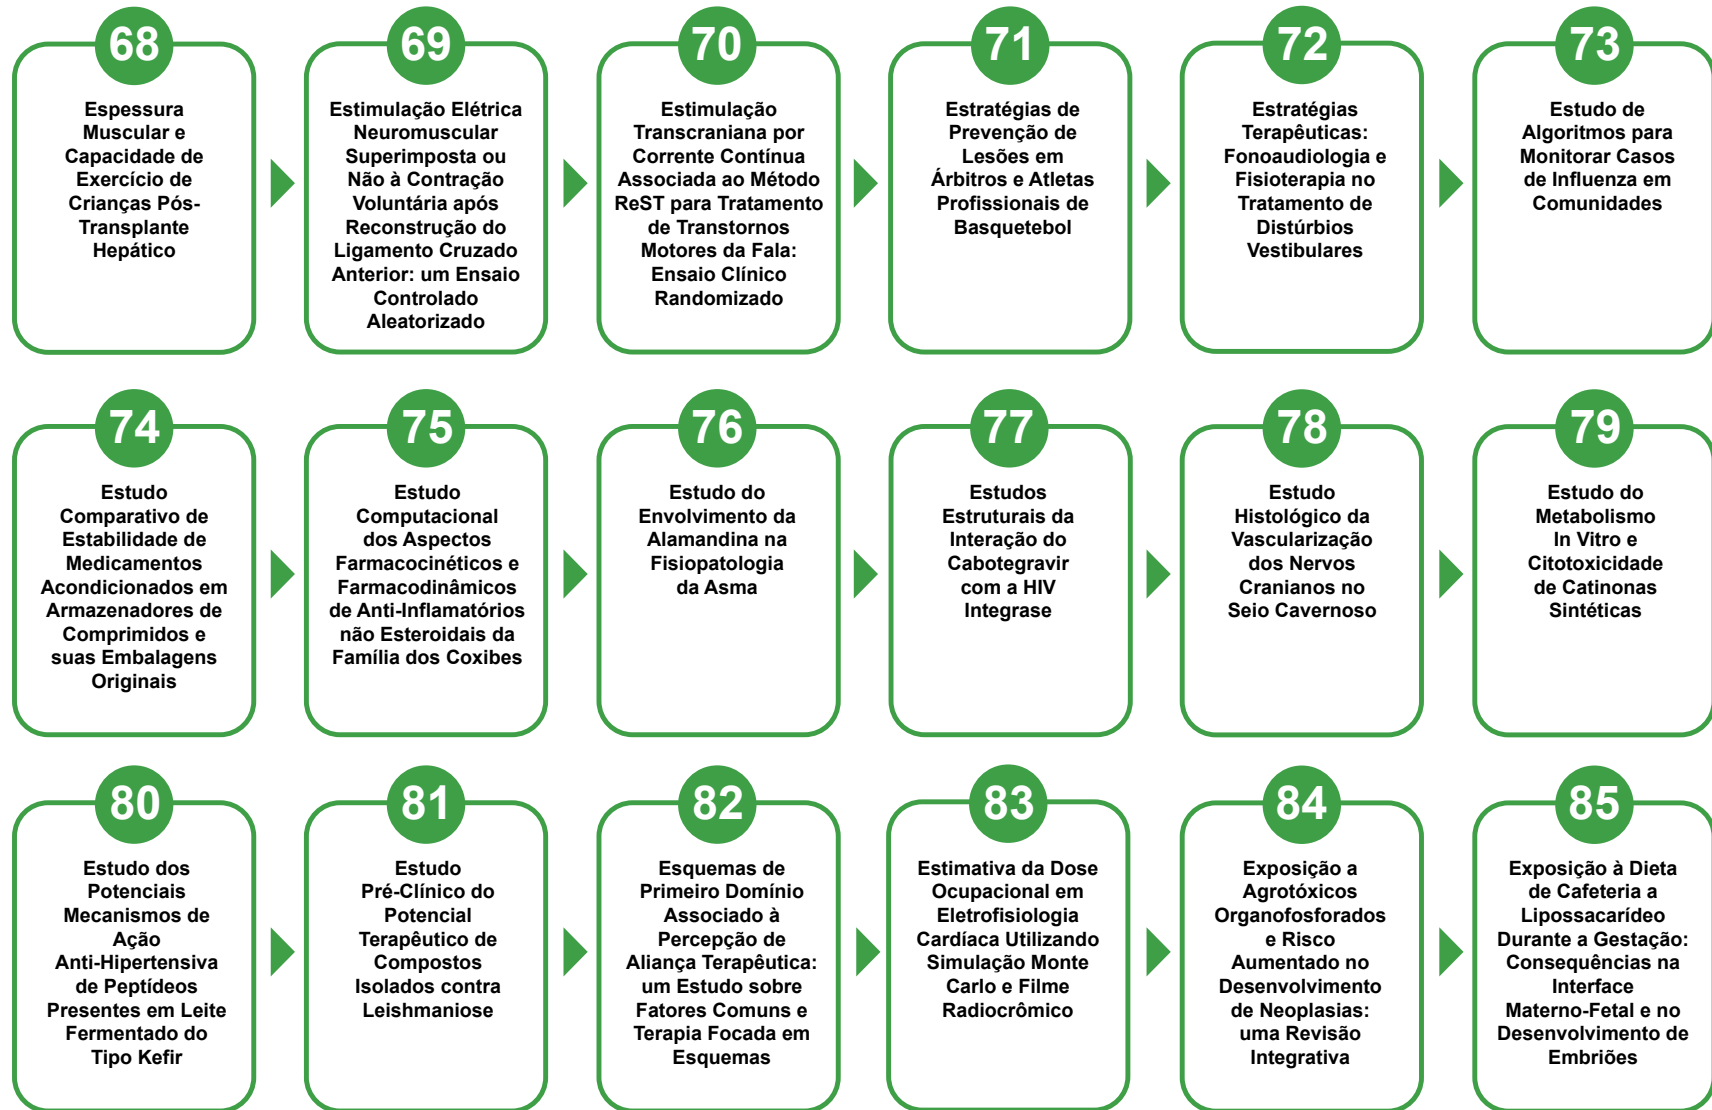 68
Espessura
Muscular e
Capacidade de
Exercício de
Crianças Pós-
Transplante
Hepático
69
Estimulação Elétrica
Neuromuscular
Superimposta ou
Não à Contração
Voluntária após
Reconstrução do
Ligamento Cruzado
Anterior: um Ensaio
Controlado
Aleatorizado
70
Estimulação
Transcraniana por
Corrente Contínua
Associada ao Método
ReST para Tratamento
de Transtornos
Motores da Fala:
Ensaio Clínico
Randomizado
71
Estratégias de
Prevenção de
Lesões em
Árbitros e Atletas
Profissionais de
Basquetebol
72
Estratégias
Terapêuticas:
Fonoaudiologia e
Fisioterapia no
Tratamento de
Distúrbios
Vestibulares
73
Estudo de
Algoritmos para
Monitorar Casos
de Influenza em
Comunidades
74
Estudo
Comparativo de
Estabilidade de
Medicamentos
Acondicionados em
Armazenadores de
Comprimidos e
suas Embalagens
Originais
75
Estudo
Computacional
dos Aspectos
Farmacocinéticos e
Farmacodinâmicos
de Anti-Inflamatórios
não Esteroidais da
Família dos Coxibes
76
Estudo do
Envolvimento da
Alamandina na
Fisiopatologia
da Asma
77
Estudos
Estruturais da
Interação do
Cabotegravir
com a HIV
Integrase
78
Estudo
Histológico da
Vascularização
dos Nervos
Cranianos no
Seio Cavernoso
79
Estudo do
Metabolismo
In Vitro e
Citotoxicidade
de Catinonas
Sintéticas
80
Estudo dos
Potenciais
Mecanismos de
Ação
Anti-Hipertensiva
de Peptídeos
Presentes em Leite
Fermentado do
Tipo Kefir
81
Estudo
Pré-Clínico do
Potencial
Terapêutico de
Compostos
Isolados contra
Leishmaniose
82
Esquemas de
Primeiro Domínio
Associado à
Percepção de
Aliança Terapêutica:
um Estudo sobre
Fatores Comuns e
Terapia Focada em
Esquemas
83
Estimativa da Dose
Ocupacional em
Eletrofisiologia
Cardíaca Utilizando
Simulação Monte
Carlo e Filme
Radiocrômico
84
Exposição a
Agrotóxicos
Organofosforados
e Risco
Aumentado no
Desenvolvimento
de Neoplasias:
uma Revisão
Integrativa
85
Exposição à Dieta
de Cafeteria a
Lipossacarídeo
Durante a Gestação:
Consequências na
Interface
Materno-Fetal e no
Desenvolvimento de
Embriões